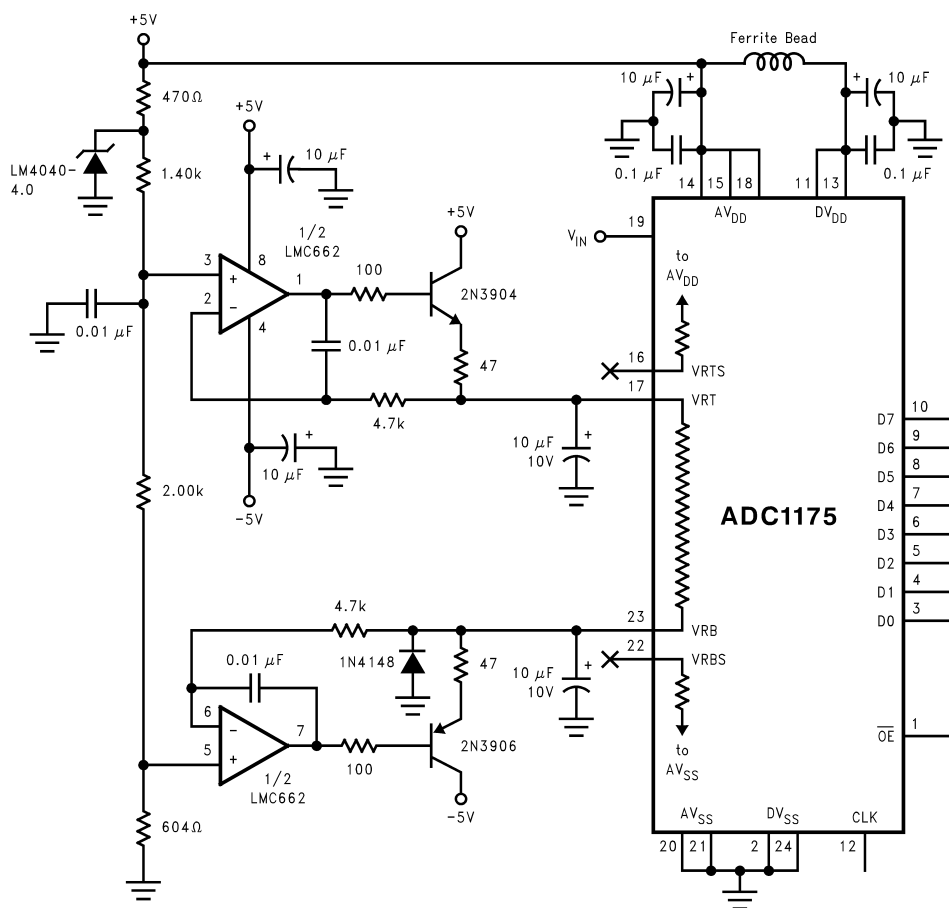 +5V
Ferrite Bead
470Ω
10 μF
+
+
10 μF
+5V
LM4040-
4.0
1.40k
+
10 μF
0.1 μF
0.1 μF
14
15
18
11
13
AVDD
DVDD
+5V
1/2
LMC662
VIN
19
3
+
8
1
100
2N3904
to
AVDD
2
−
4
0.01 μF
0.01 μF
47
16
VRTS
17
VRT
4.7k
10 μF
10V
+
10 μF
+
-5V
2.00k
ADC1175
D7
10
D6
9
D5
8
D4
7
D3
6
D2
5
D1
4
D0
3
4.7k
23
VRB
22
VRBS
0.01 μF
1N4148
47
10 μF
10V
+
6
−
7
5
+
100
2N3906
1/2
LMC662
-5V
to
AVSS
OE
1
604Ω
AVSS
DVSS
CLK
20
21
2
24
12